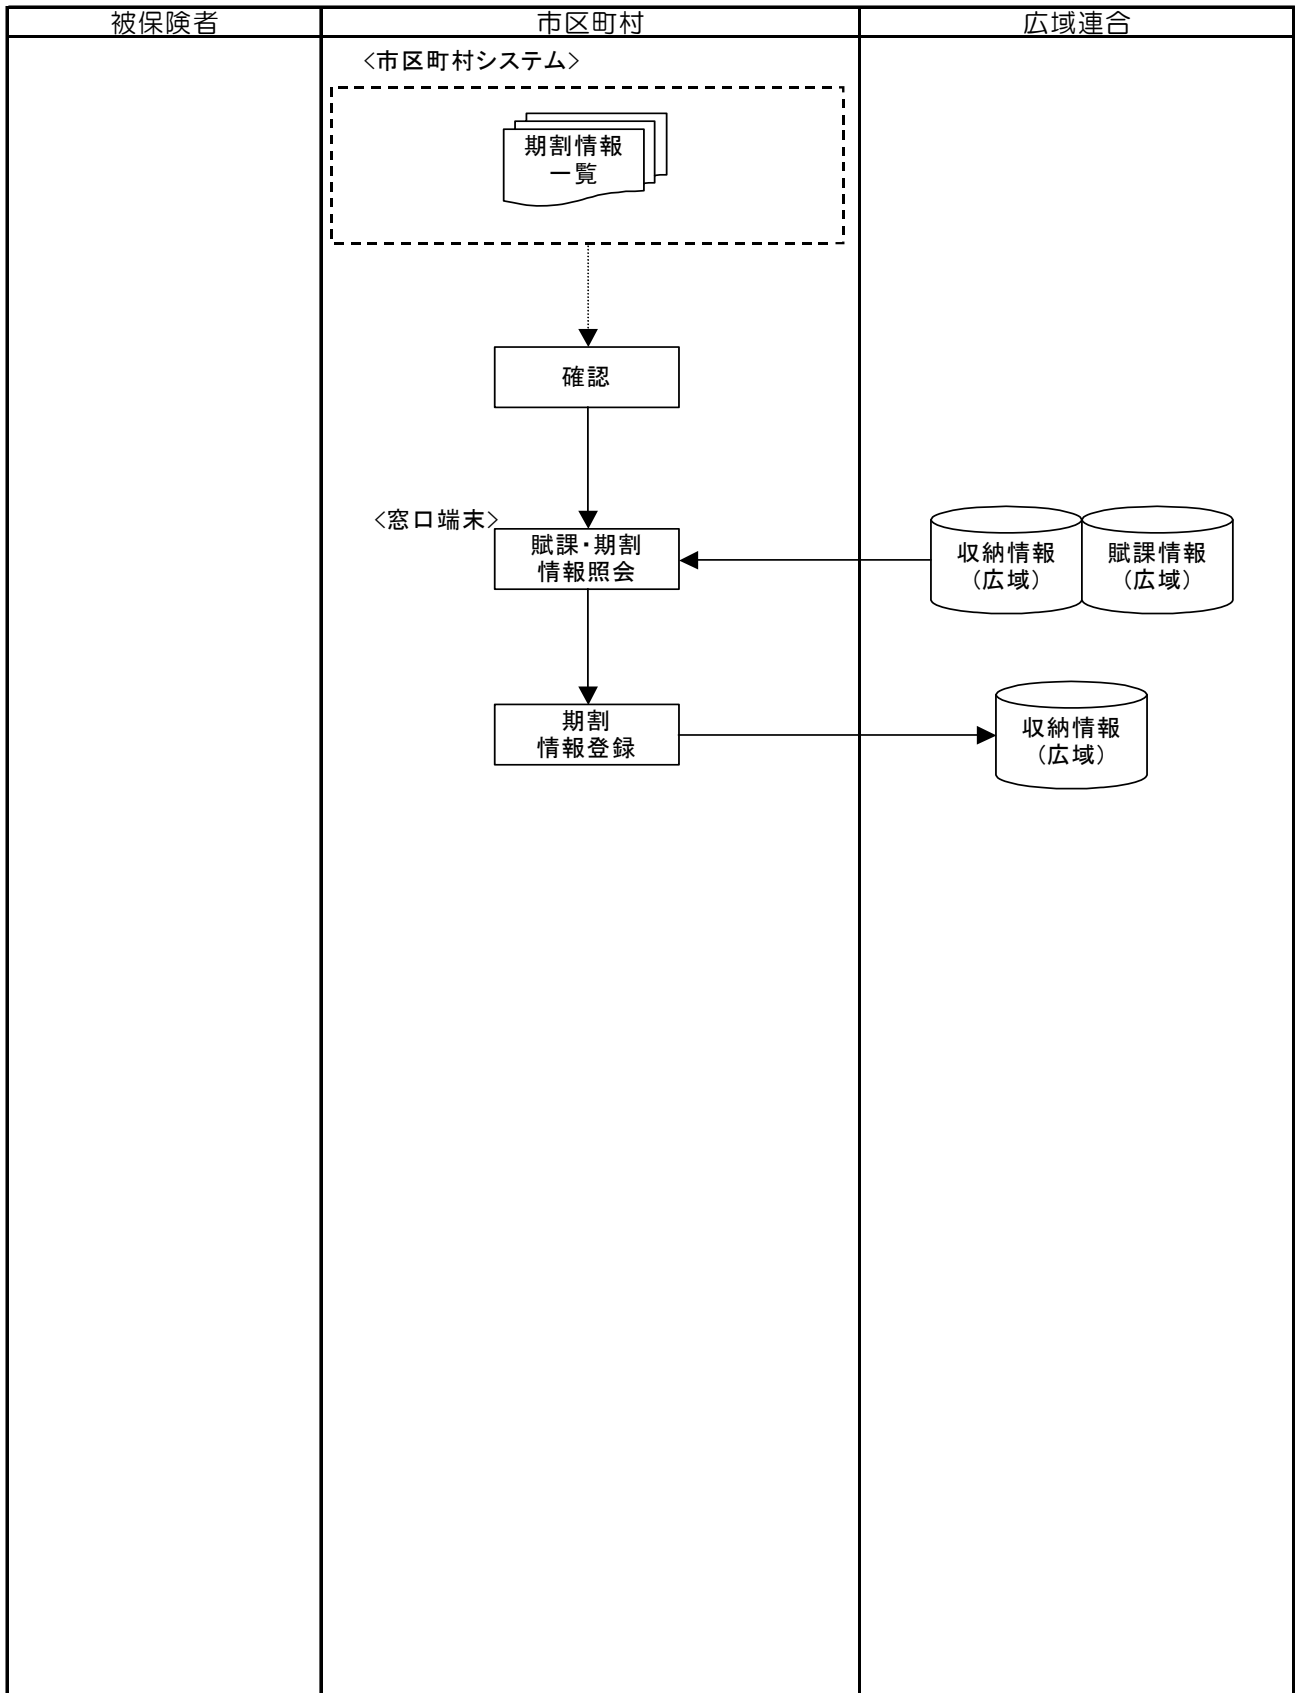 被保険者
市区町村
広域連合
<市区町村システム>
期割情報
一覧
確認
<窓口端末>
賦課・期割
情報照会
収納情報
(広域)
賦課情報
(広域)
期割
情報登録
収納情報
(広域)